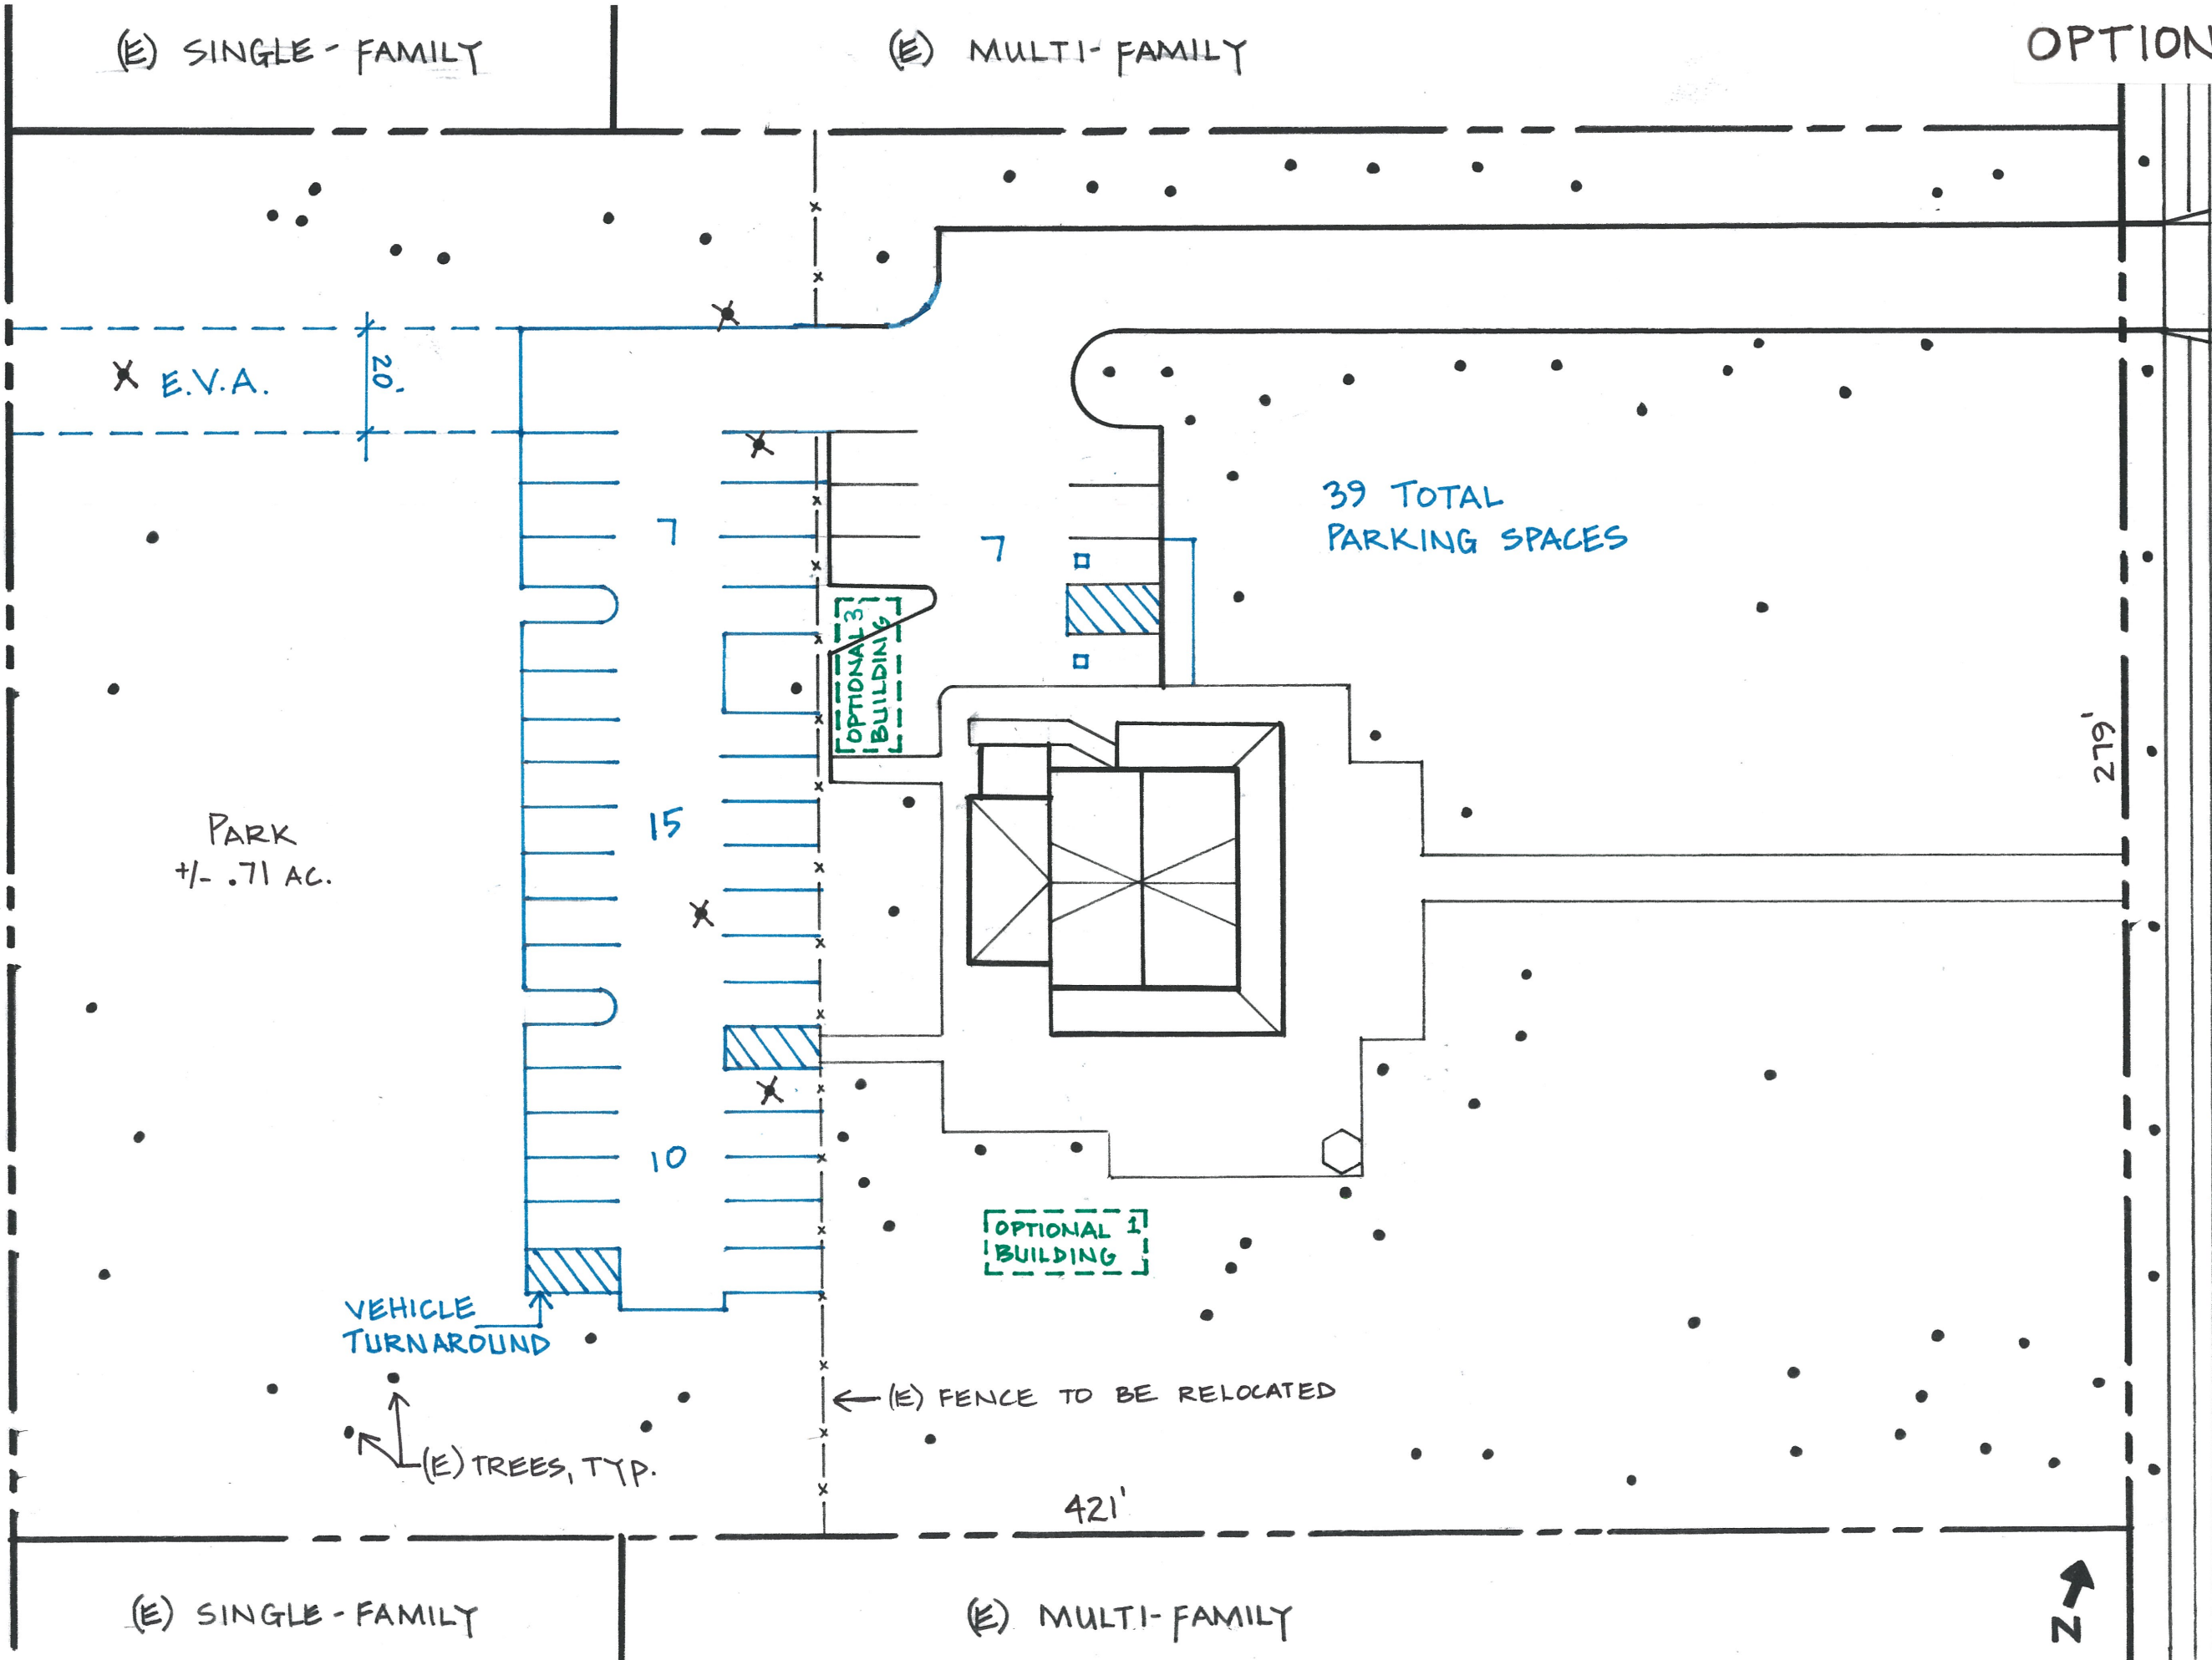 (E) SINGLE-FAMILY
(E) MULTI-FAMILY
OPTION
E.V.A.
20'
7
7
39 TOTAL
PARKING SPACES
OPTIONAL 3
BUILDING
279'
15
PARK
+/- .71 AC.
10
OPTIONAL 1
BUILDING
VEHICLE
TURNAROUND
(E) FENCE TO BE RELOCATED
(E) TREES, TYP.
421'
(E) SINGLE-FAMILY
(E) MULTI-FAMILY
N